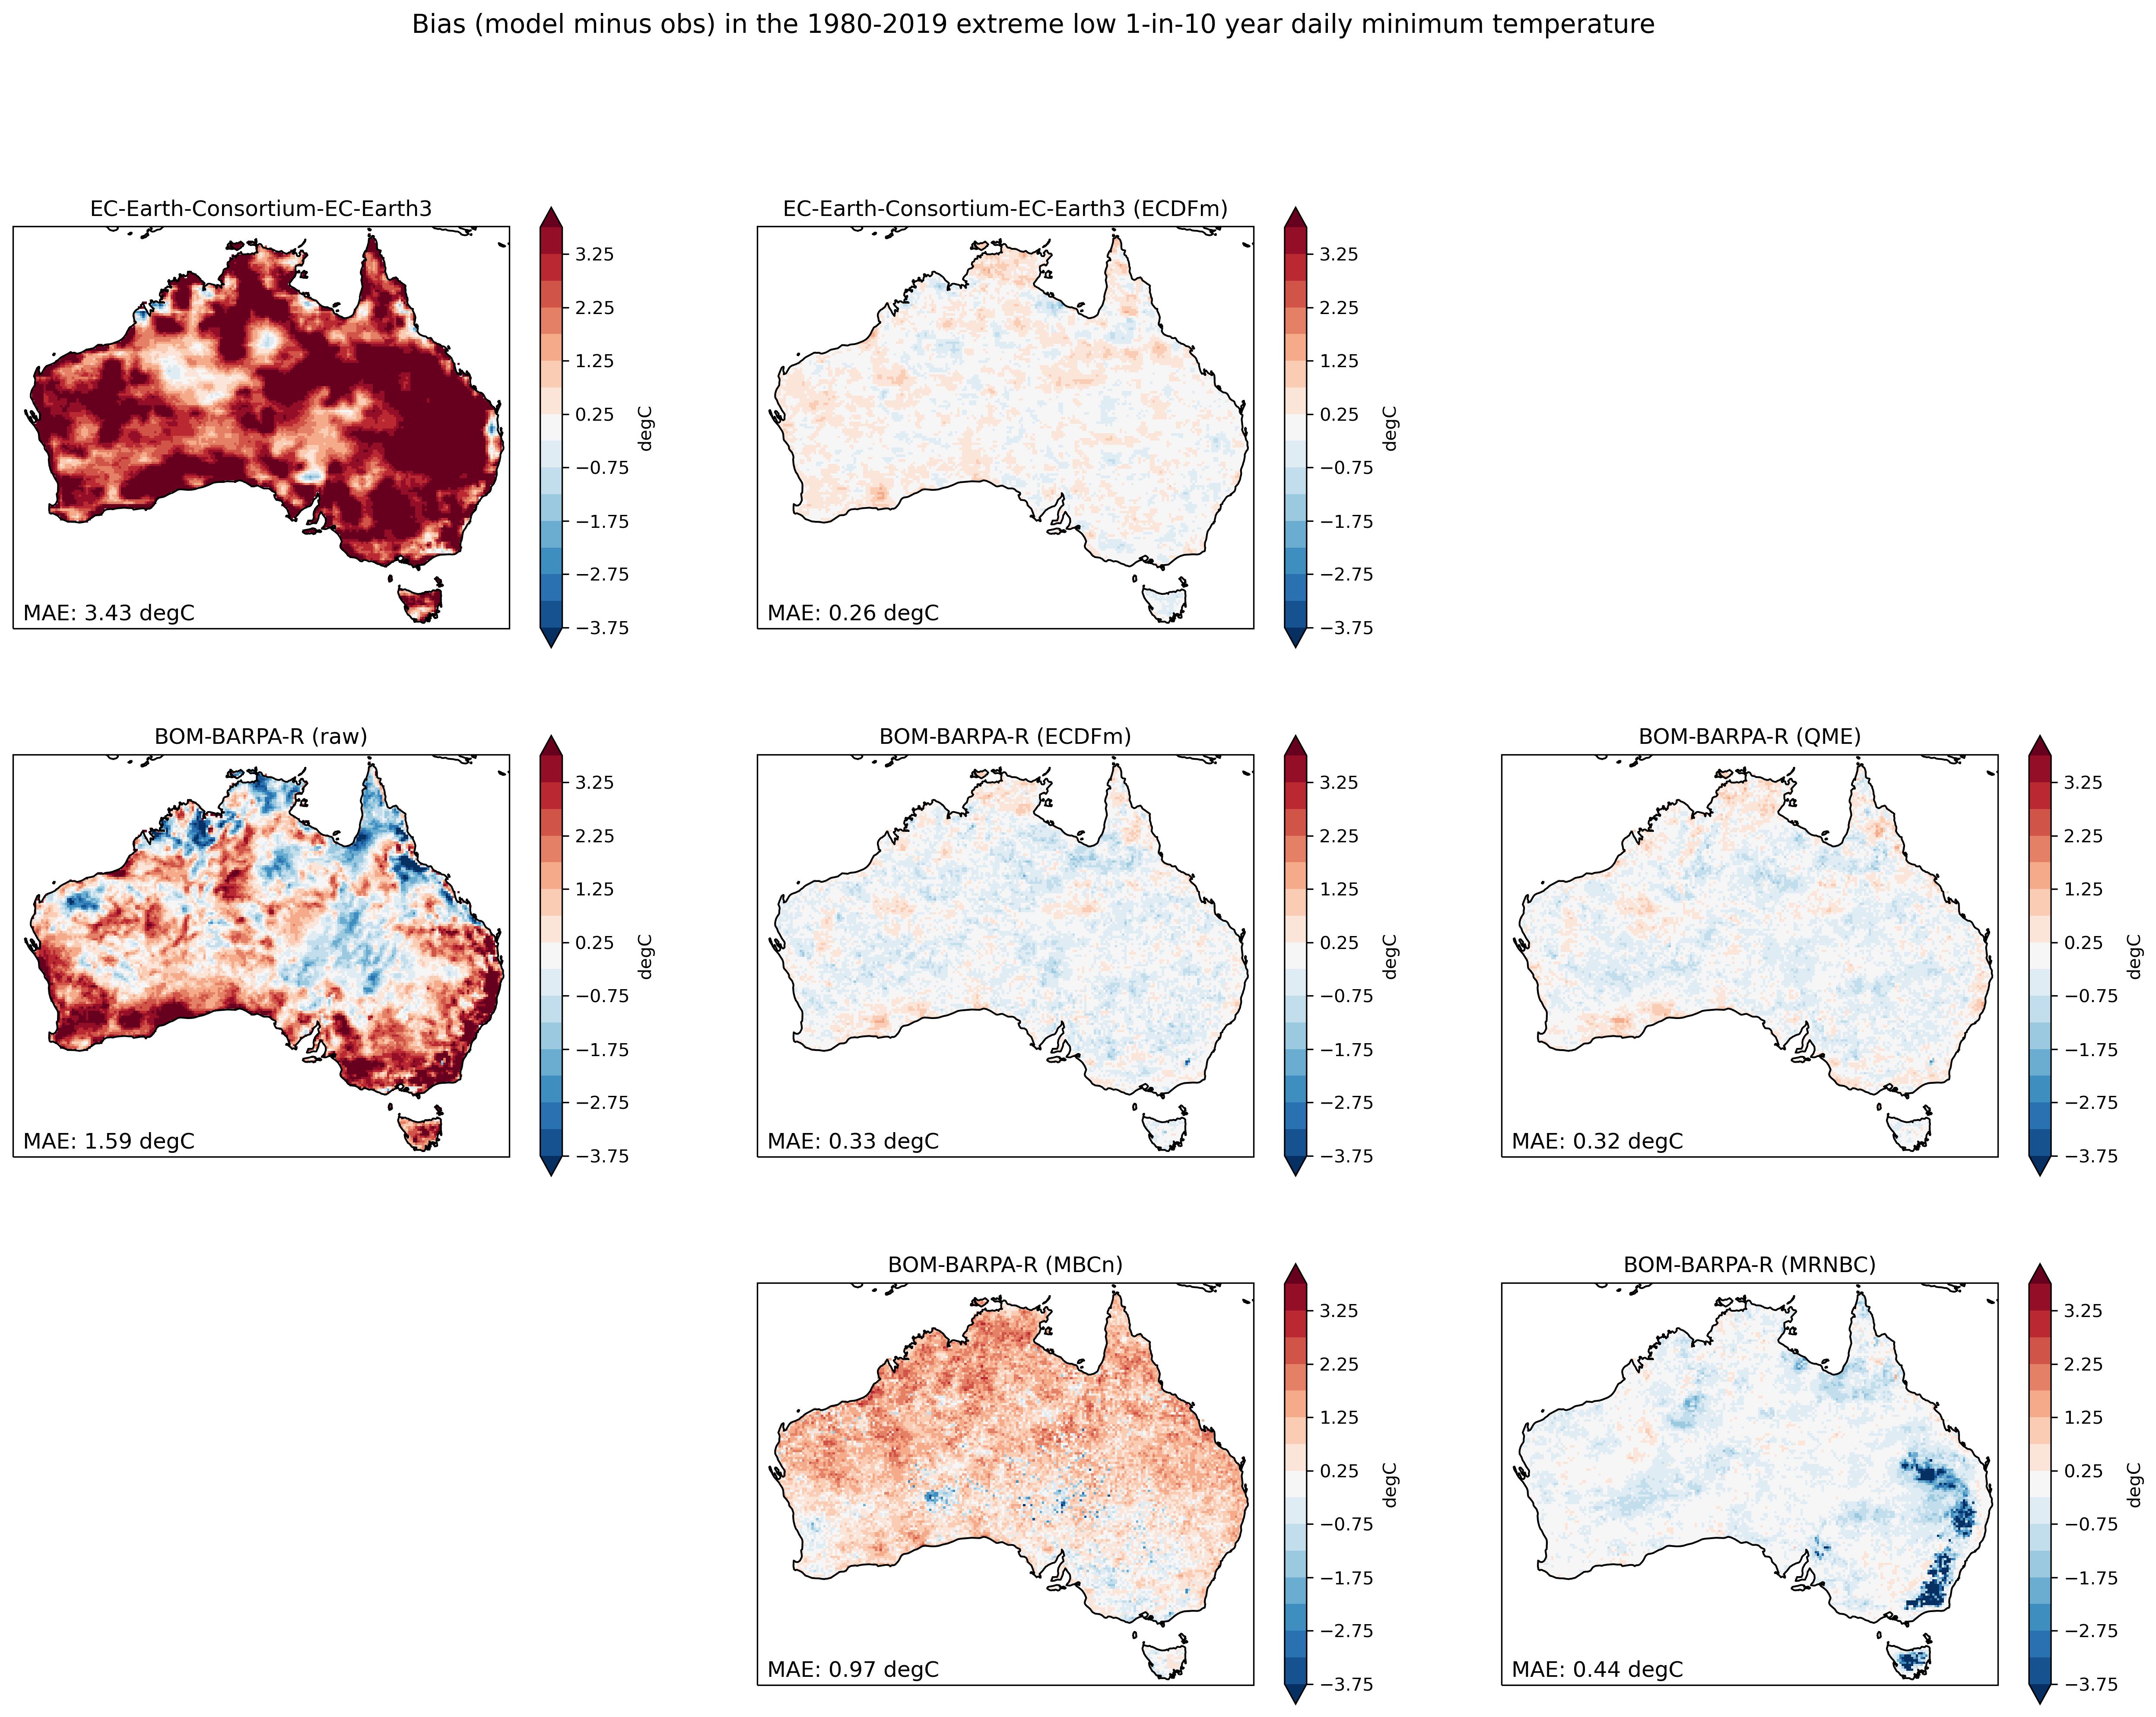 Bias (model minus obs) in the 1980-2019 extreme low 1-in-10 year daily minimum temperature
EC-Earth-Consortium-EC-Earth3
3.25
2.25
1.25
0.25
−0.75
−1.75
−2.75
−3.75
degC
MAE: 3.43 degC
EC-Earth-Consortium-EC-Earth3 (ECDFm)
3.25
2.25
1.25
0.25
−0.75
−1.75
−2.75
−3.75
degC
MAE: 0.26 degC
BOM-BARPA-R (raw)
3.25
2.25
1.25
0.25
−0.75
−1.75
−2.75
−3.75
degC
MAE: 1.59 degC
BOM-BARPA-R (ECDFm)
3.25
2.25
1.25
0.25
−0.75
−1.75
−2.75
−3.75
degC
MAE: 0.33 degC
BOM-BARPA-R (QME)
3.25
2.25
1.25
0.25
−0.75
−1.75
−2.75
−3.75
degC
MAE: 0.32 degC
BOM-BARPA-R (MBCn)
3.25
2.25
1.25
0.25
−0.75
−1.75
−2.75
−3.75
degC
MAE: 0.97 degC
BOM-BARPA-R (MRNBC)
3.25
2.25
1.25
0.25
−0.75
−1.75
−2.75
−3.75
degC
MAE: 0.44 degC